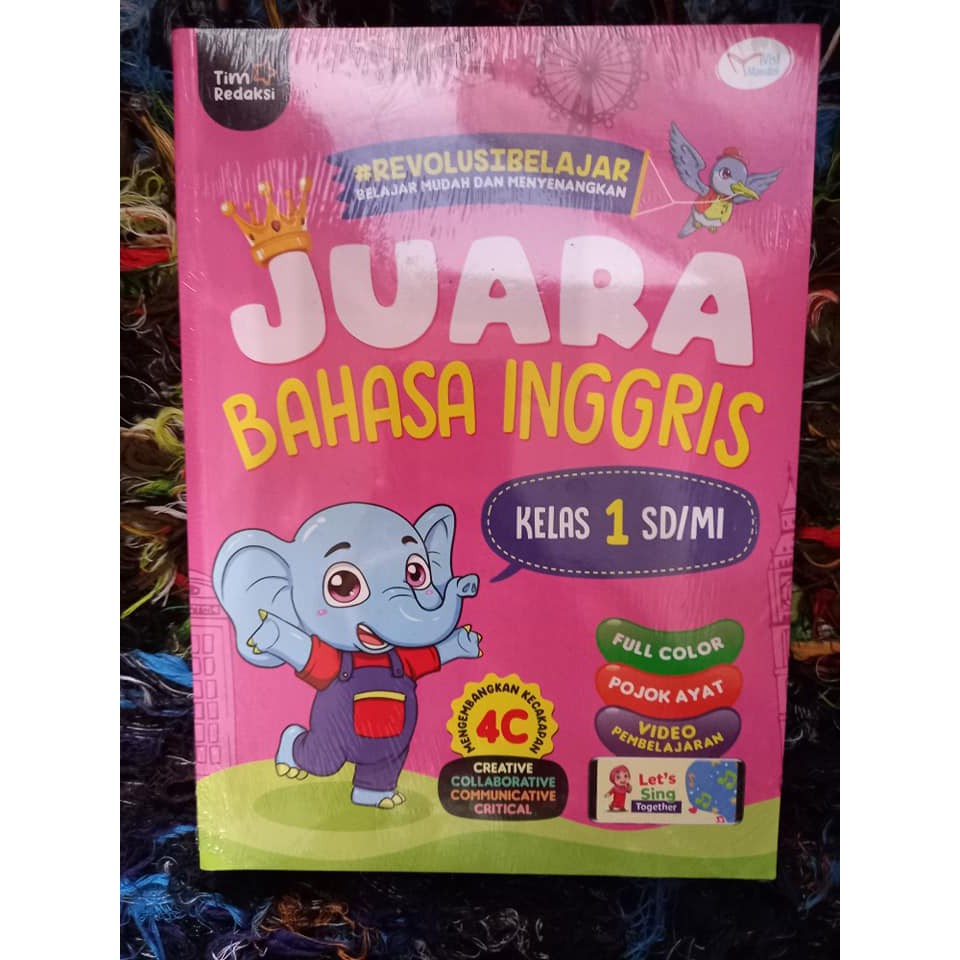 Tim
Redaksi
#REVOLUSIBELAJAR
BELAJAR MUDAH DAN MENYENANGKAN
JUARA
BAHASA INGGRIS
KELAS 1 SD/MI
FULL COLOR
POJOK AYAT
VIDEO
PEMBELAJARAN
MENGEMBANGKAN KECAKAPAN
4C
CREATIVE
COLLABORATIVE
COMMUNICATIVE
CRITICAL
Let's
Sing
Together